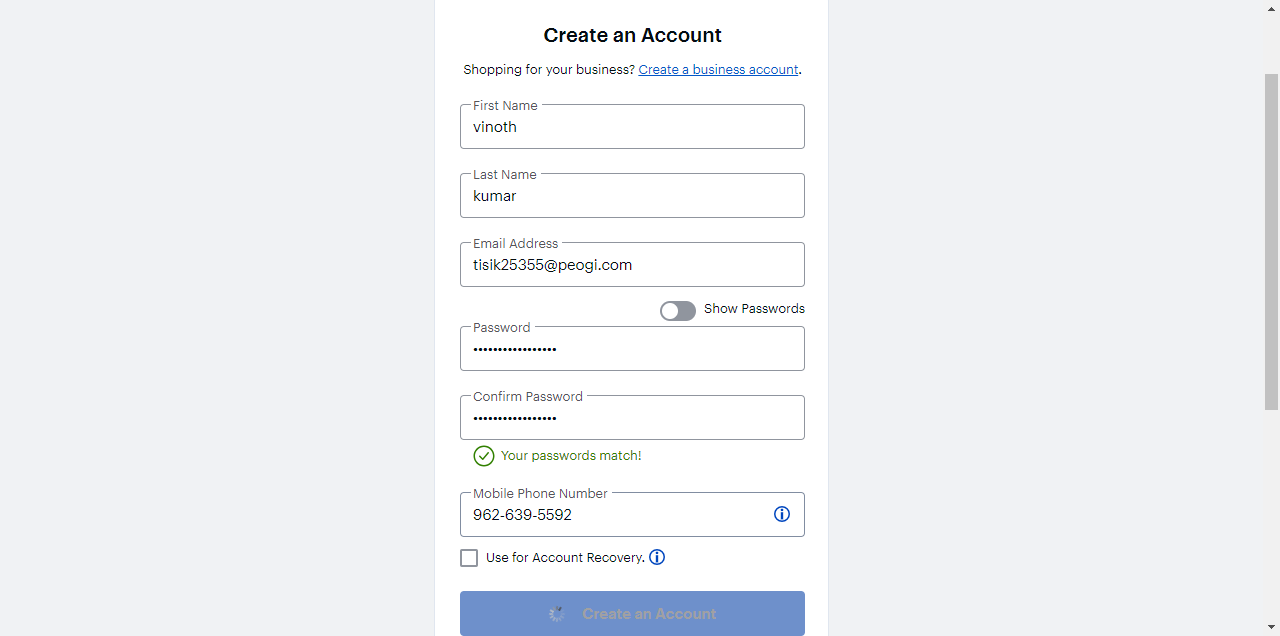 Create an Account
Shopping for your business? Create a business account.
First Name
vinoth
Last Name
kumar
Email Address
tisik25355@peogi.com
Show Passwords
Password
•••••••••••••••••
Confirm Password
•••••••••••••••••
Your passwords match!
Mobile Phone Number
962-639-5592
Use for Account Recovery.
Create an Account